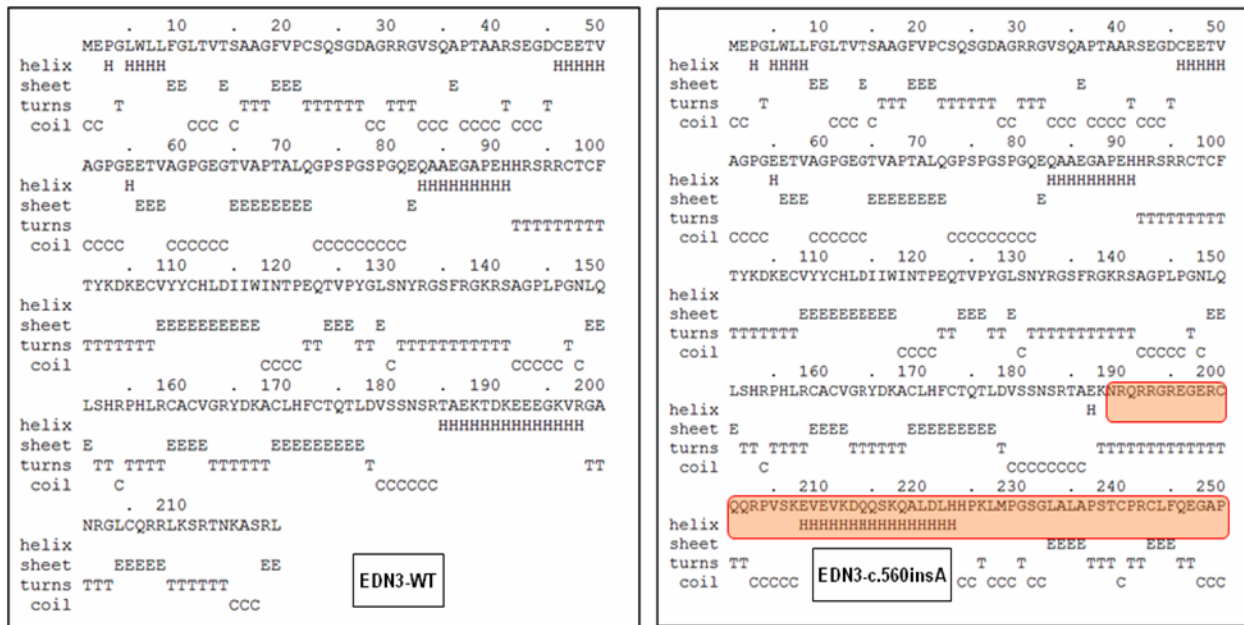 . 10 . 20 . 30 . 40 . 50
MEPGLWLLFGLTVTSAAGFVPCSQSGDAGRRGVSQAPTAARSEGDCEETV
helix H HHHH HHHHH
sheet EE E EEE E
turns T TTT TTTTTT TTT T T
coil CC CCC C CC CCC CCCC CCC
. 60 . 70 . 80 . 90 . 100
AGPGEETVAGPGEGTVAPTALQGPSPGSPGQEQAAEGAPEHHRSRRCTCF
helix H HHHHHHHHH
sheet EEE EEEEEEEE E
turns TTTTTTTTT
coil CCCC CCCCCC CCCCCCCCC
. 110 . 120 . 130 . 140 . 150
TYKDKECVYYCHLDIIWINTPEQTVPYGLSNYRGSFRGKRSAGPLPGNLQ
helix
sheet EEEEEEEEEE EEE E EE
turns TTTTTTT TT TT TTTTTTTTTTT T
coil CCCC C CCCCC C
. 160 . 170 . 180 . 190 . 200
LSHRPHLRCACVGRYDKACLHFCTQTLDVSSNSRTAEKTDKEEEGKVRGA
helix HHHHHHHHHHHHHH
sheet E EEEE EEEEEEEEE
turns TT TTTT TTTTTT T TT
coil C CCCCCC
. 210
NRGLCQRRLKSRTNKASRL
helix
sheet EEEEE EE
turns TTT TTTTTTT
coil CCC
EDN3-WT
. 10 . 20 . 30 . 40 . 50
MEPGLWLLFGLTVTSAAGFVPCSQSGDAGRRGVSQAPTAARSEGDCEETV
helix H HHHH HHHHH
sheet EE E EEE E
turns T TTT TTTTTT TTT T T
coil CC CCC C CC CCC CCCC CCC
. 60 . 70 . 80 . 90 . 100
AGPGEETVAGPGEGTVAPTALQGPSPGSPGQEQAAEGAPEHHRSRRCTCF
helix H HHHHHHHHH
sheet EEE EEEEEEEE E
turns TTTTTTTTT
coil CCCC CCCCCC CCCCCCCCC
. 110 . 120 . 130 . 140 . 150
TYKDKECVYYCHLDIIWINTPEQTVPYGLSNYRGSFRGKRSAGPLPGNLQ
helix
sheet EEEEEEEEEE EEE E EE
turns TTTTTTT TT TT TTTTTTTTTTT T
coil CCCC C CCCCC C
. 160 . 170 . 180 . 190 . 200
LSHRPHLRCACVGRYDKACLHFCTQTLDVSSNSRTAEKNRQRRGREGERC
helix H
sheet E EEEE EEEEEEEEE
turns TT TTTT TTTTTT T TTTTTTTTTTTTT
coil C CCCCCCCC
. 210 . 220 . 230 . 240 . 250
QQRPVSKEVEVKDQQSKQALDLHHPKLMPGSGLALAPSTCPRCLFQEGAP
helix HHHHHHHHHHHHHHHH
sheet EEEE EEE
turns TT T T TTT TT TT
coil CCCCC CC CCC CC C CCC
EDN3-c.560insA